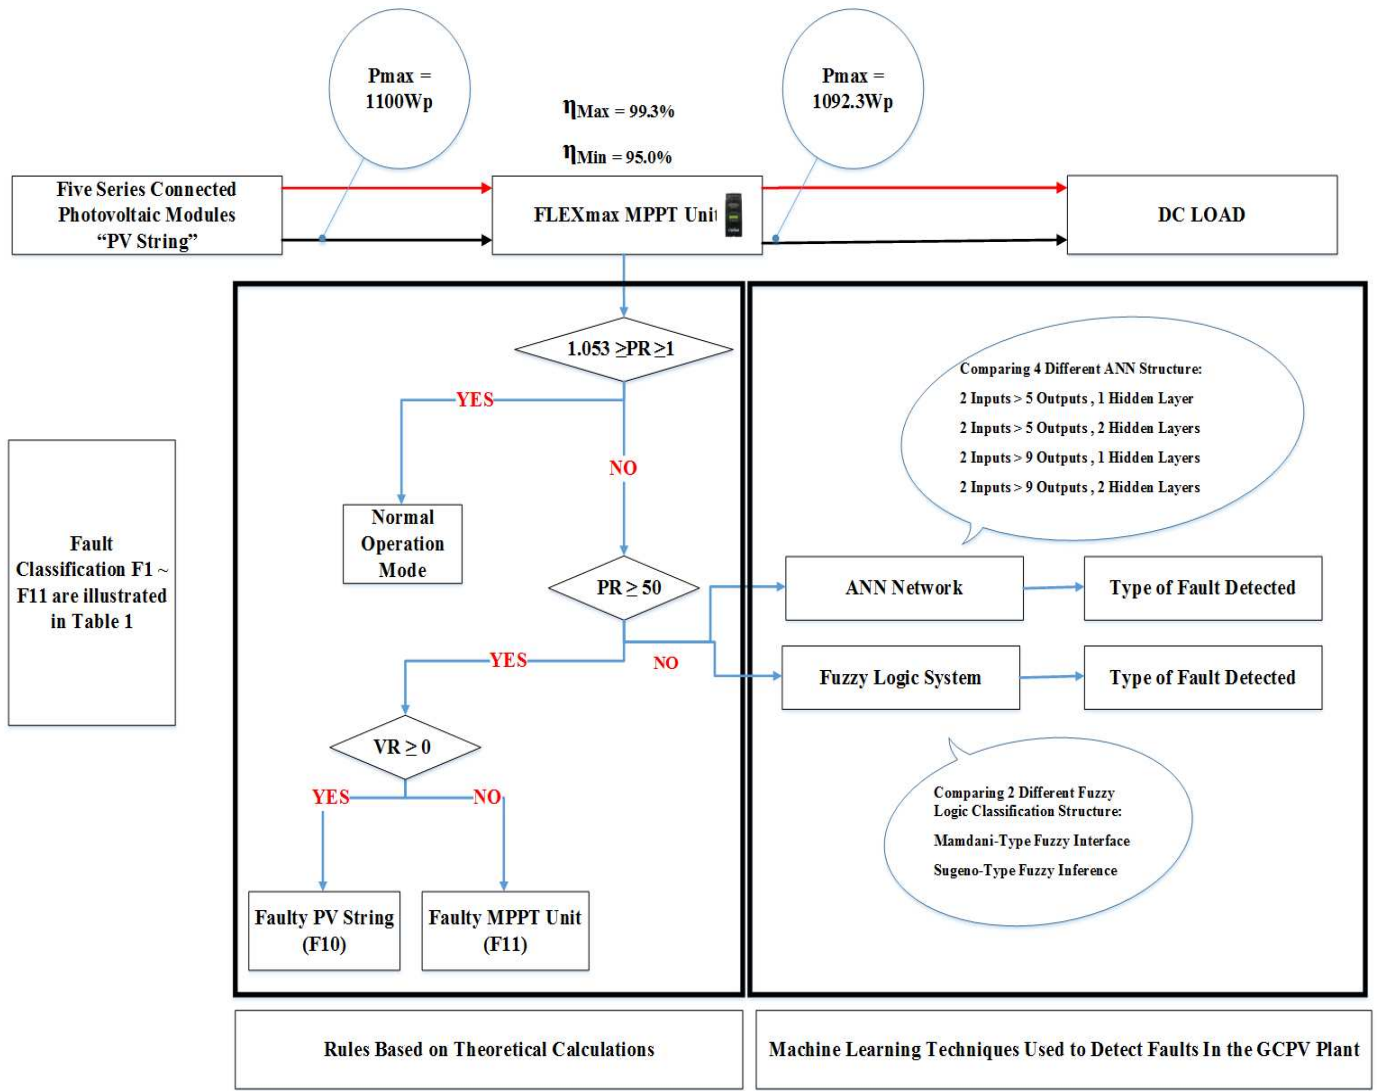 Pmax =
1100Wp
ηMax = 99.3%
ηMin = 95.0%
Pmax =
1092.3Wp
Five Series Connected
Photovoltaic Modules
“PV String”
FLEXmax MPPT Unit
DC LOAD
1.053 ≥PR≥1
YES
NO
Normal
Operation
Mode
PR ≥ 50
YES
NO
VR ≥ 0
YES
NO
Faulty PV String
(F10)
Faulty MPPT Unit
(F11)
Fault
Classification F1 ~
F11 are illustrated
in Table 1
Comparing 4 Different ANN Structure:
2 Inputs > 5 Outputs , 1 Hidden Layer
2 Inputs > 5 Outputs , 2 Hidden Layers
2 Inputs > 9 Outputs , 1 Hidden Layers
2 Inputs > 9 Outputs , 2 Hidden Layers
ANN Network
Type of Fault Detected
Fuzzy Logic System
Type of Fault Detected
Comparing 2 Different Fuzzy
Logic Classification Structure:
Mamdani-Type Fuzzy Interface
Sugeno-Type Fuzzy Inference
Rules Based on Theoretical Calculations
Machine Learning Techniques Used to Detect Faults In the GCPV Plant